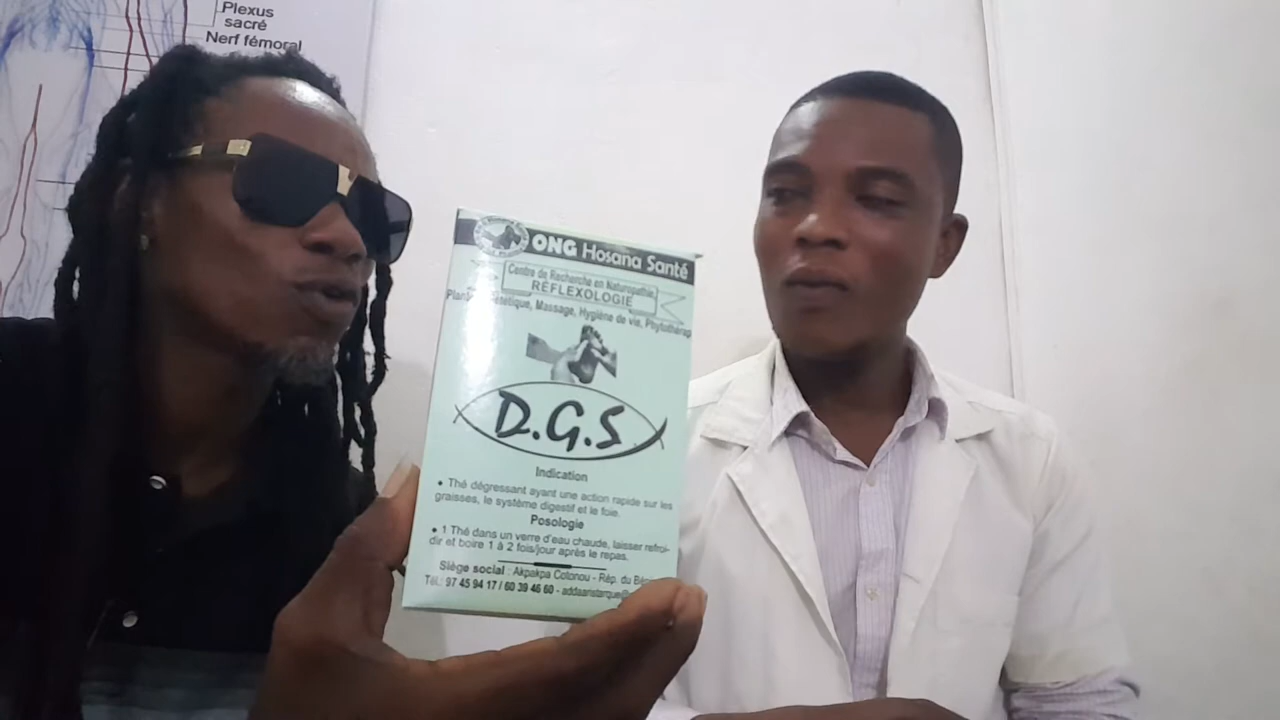 Plexus
sacré
Nerf fémoral
ONG Hosana Santé
Centre de Recherche en Naturopathie,
RÉFLEXOLOGIE
Massage, Hygiène de vie,
D.G.S
Indication
• Thé dégressant ayant une action rapide sur les
graisses, le système digestif et le foie.
Posologie
• 1 Thé dans un verre d'eau chaude, laisser refroi-
dir et boire 1 à 2 fois/jour après le repas.
Siège social : Akpakpa Cotonou - Rép. du
Tél.: 97 45 94 17 / 60 39 46 60 -